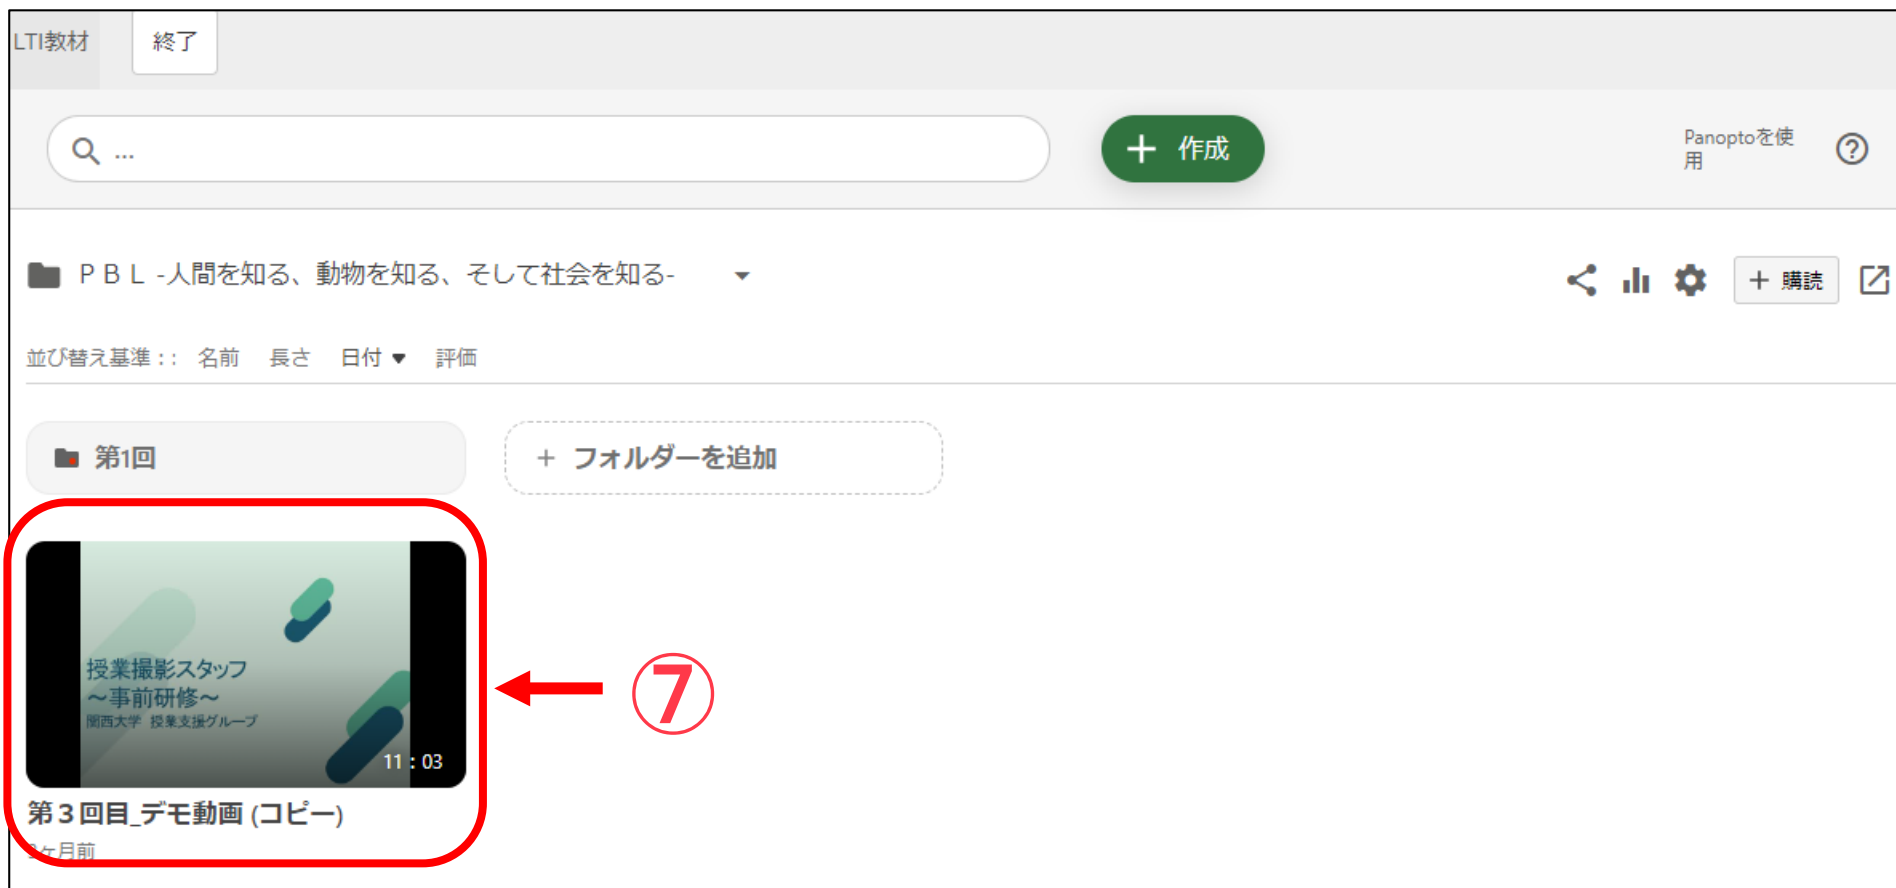 LTI教材 終了
...
+ 作成
Panoptoを使
用
ＰＢＬ-人間を知る、動物を知る、そして社会を知る-
+ 購読
並び替え基準:: 名前 長さ 日付▼ 評価
第1回
+ フォルダーを追加
授業撮影スタッフ
～事前研修～
関西大学 授業支援グループ
11:03
⑦
第３回目_デモ動画 (コピー)
ヶ月前